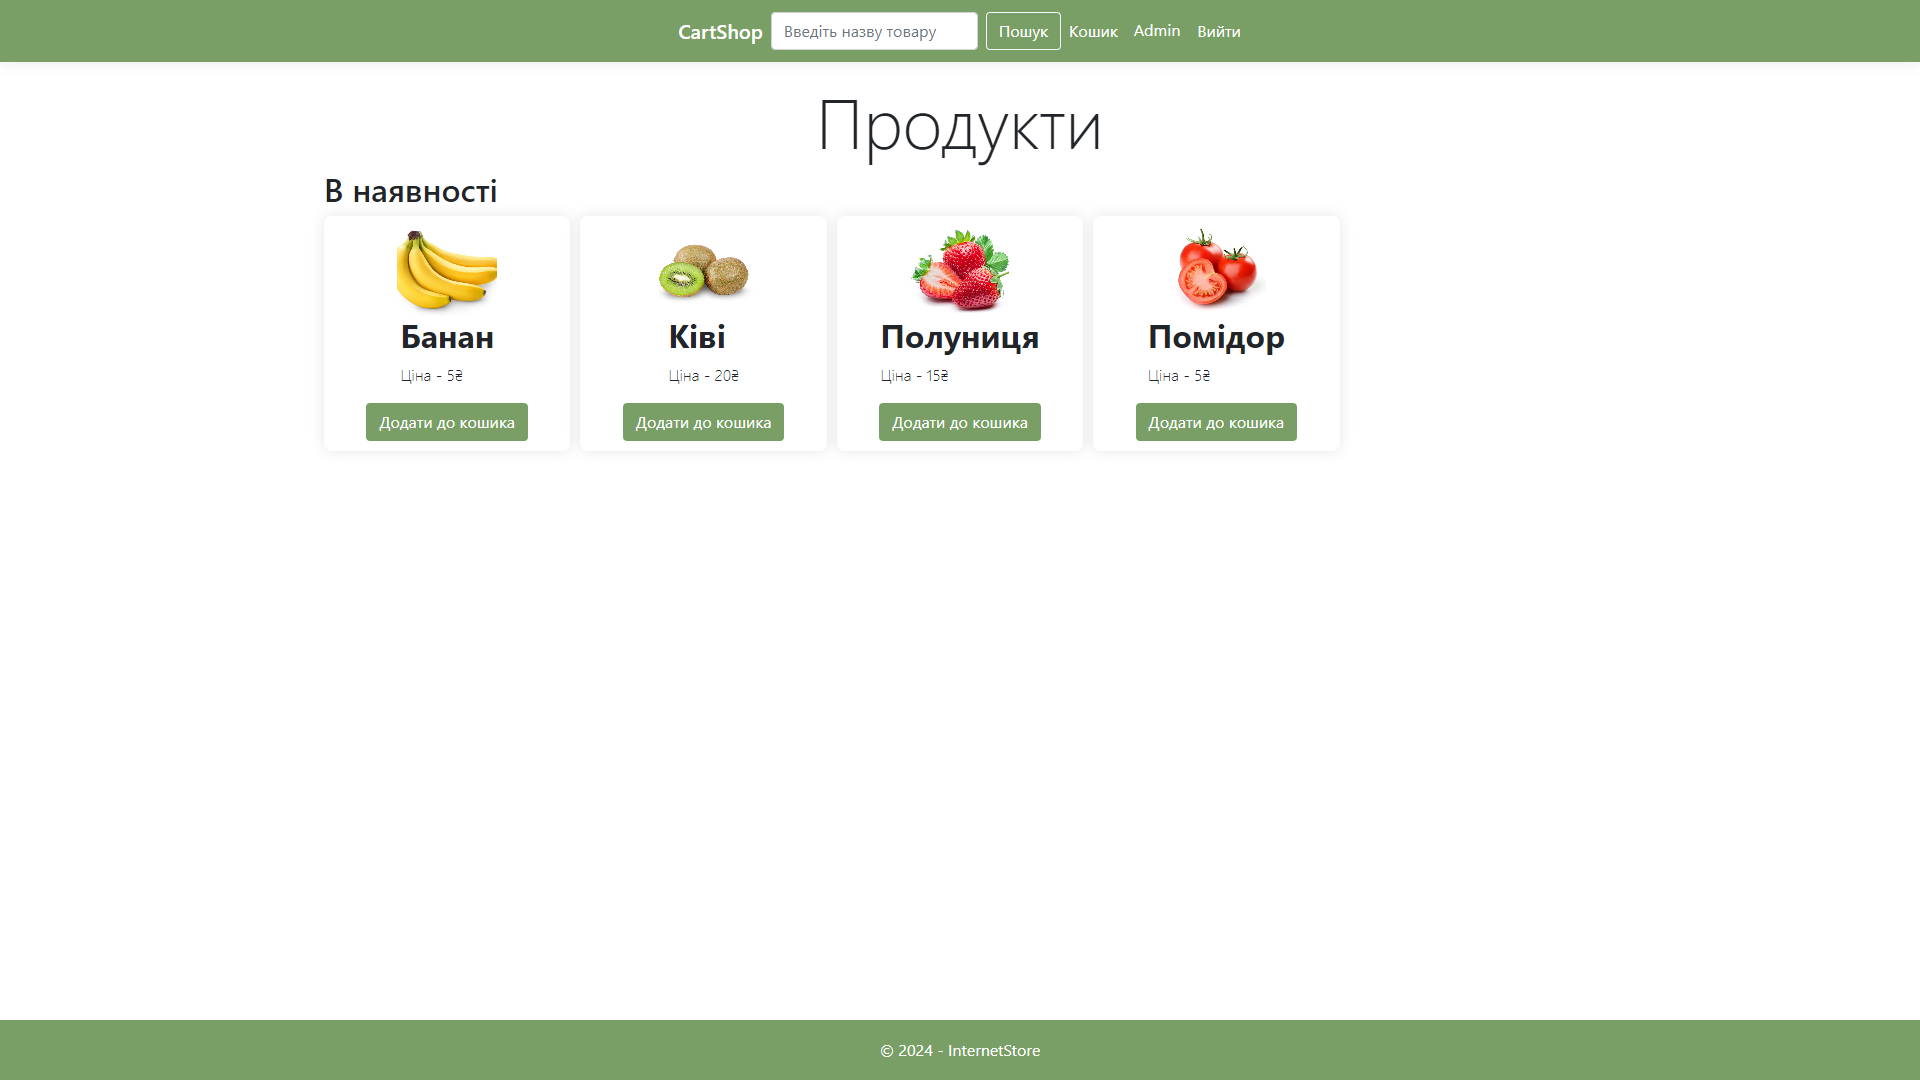 CartShop Введіть назву товару Пошук Кошик Admin Вийти
Продукти
В наявності
Банан Ківі Полуниця Помідор
Ціна - 5₴ Ціна - 20₴ Ціна - 15₴ Ціна - 5₴
Додати до кошика Додати до кошика Додати до кошика Додати до кошика
© 2024 - InternetStore